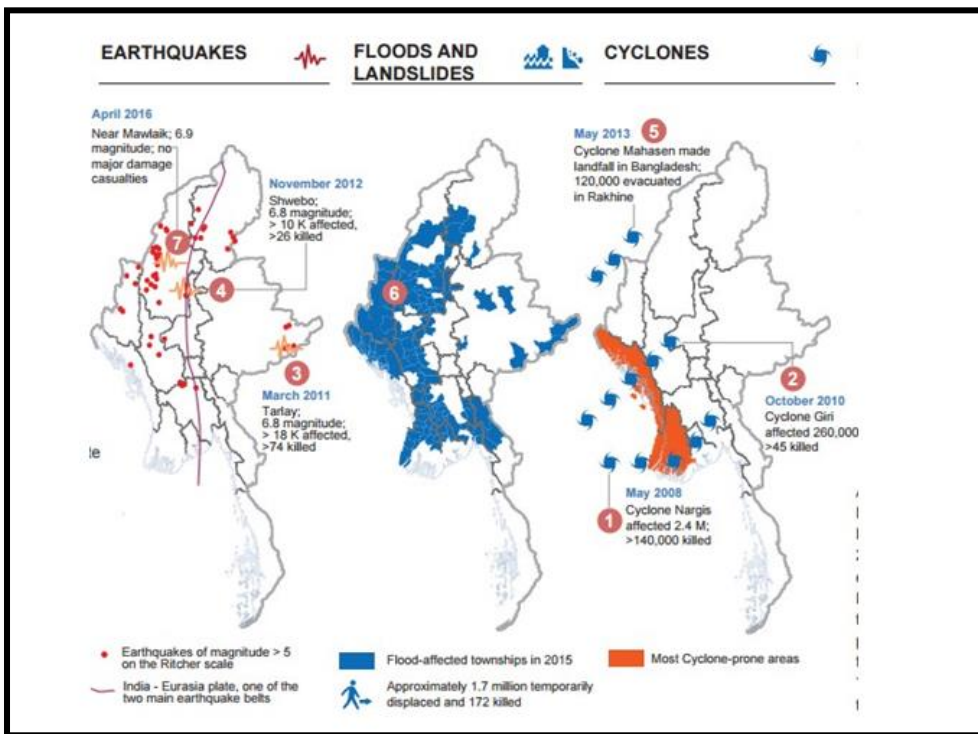 EARTHQUAKES
April 2016
Near Mawlaik; 6.9
magnitude; no
major damage
casualties
November 2012
Shwebo;
6.8 magnitude;
> 10 K affected,
>26 killed
7
4
3
March 2011
Tarlay;
6.8 magnitude;
> 18 K affected,
>74 killed
Earthquakes of magnitude > 5
on the Ritcher scale
India - Eurasia plate, one of the
two main earthquake belts
FLOODS AND
LANDSLIDES
6
Flood-affected townships in 2015
Approximately 1.7 million temporarily
displaced and 172 killed
CYCLONES
May 2013
5
Cyclone Mahasen made
landfall in Bangladesh;
120,000 evacuated
in Rakhine
2
October 2010
Cyclone Giri
affected 260,000
>45 killed
May 2008
1
Cyclone Nargis
affected 2.4 M;
>140,000 killed
Most Cyclone-prone areas